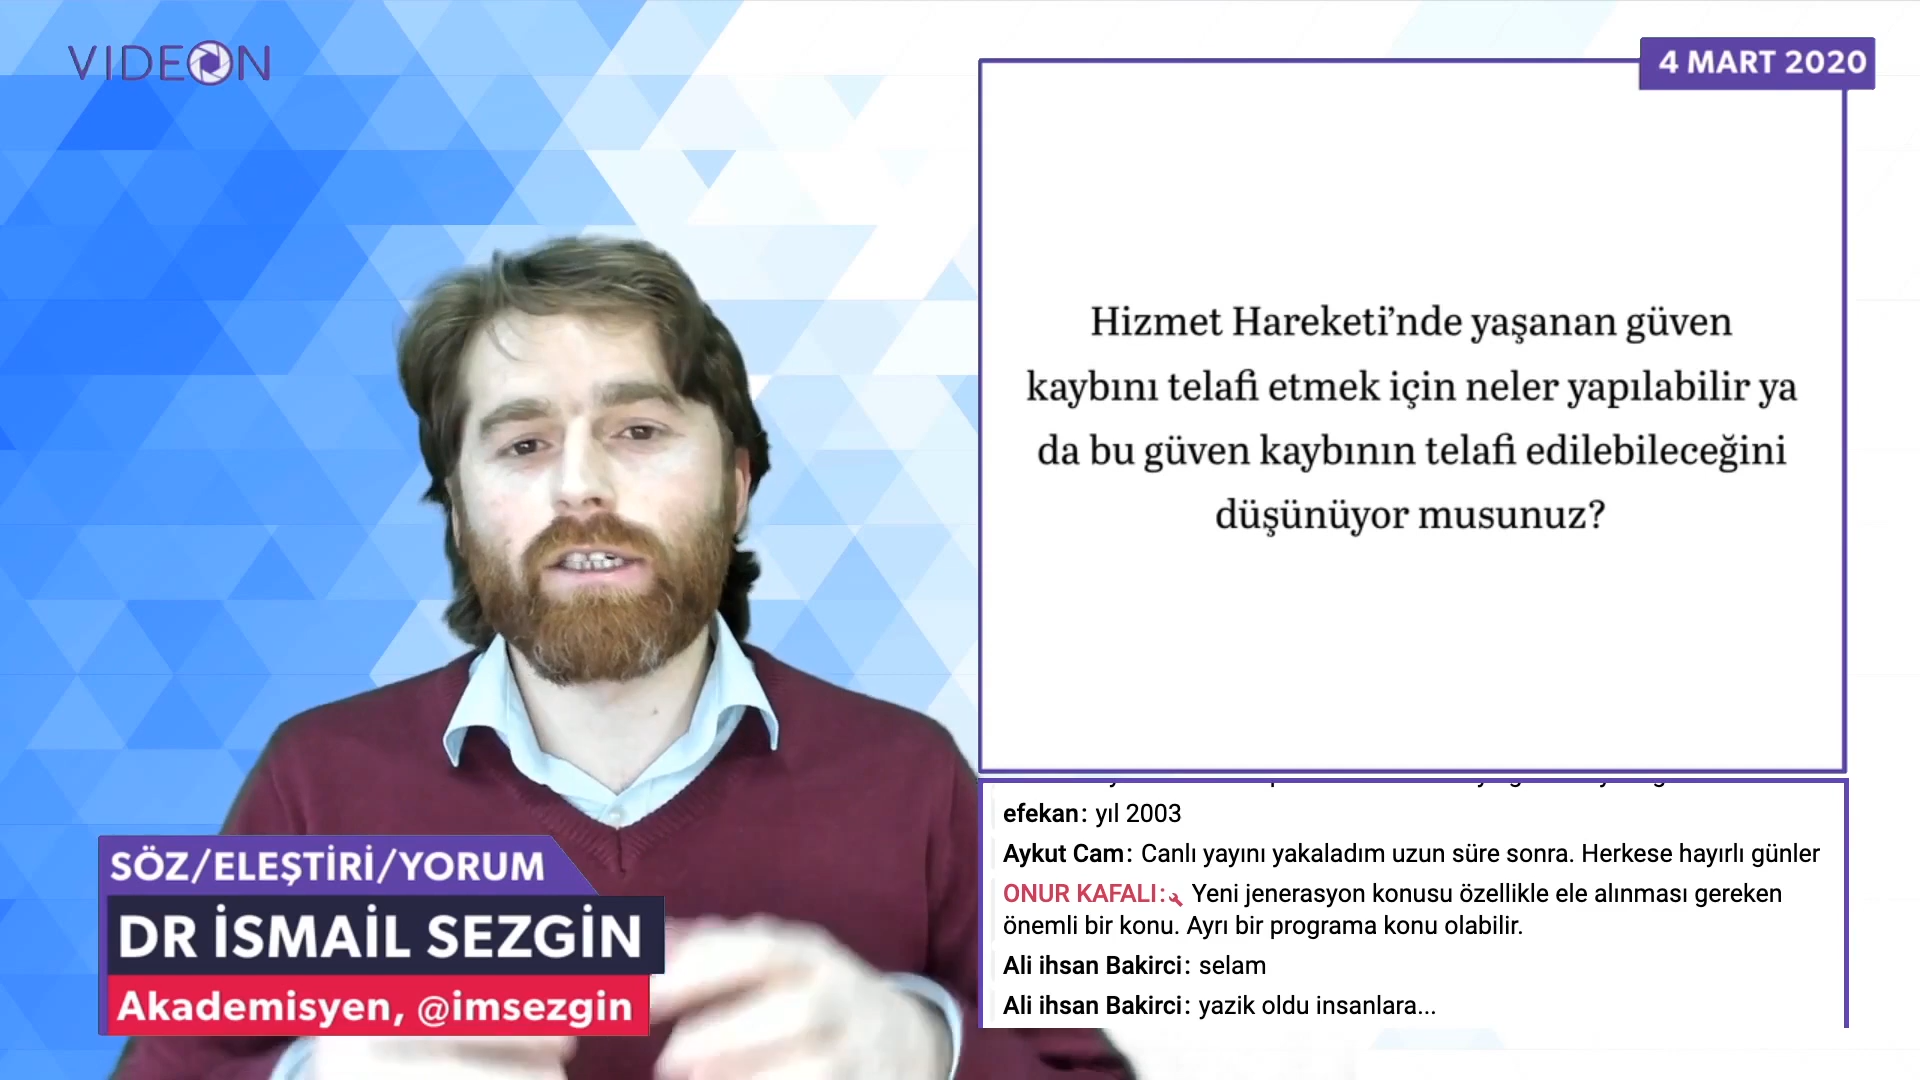 VIDEON
4 MART 2020
Hizmet Hareketi’nde yaşanan güven
kaybını telafi etmek için neler yapılabilir ya
da bu güven kaybının telafi edilebileceğini
düşünüyor musunuz?
efekan: yıl 2003
Aykut Cam: Canlı yayını yakaladım uzun süre sonra. Herkese hayırlı günler
ONUR KAFALI: Yeni jenerasyon konusu özellikle ele alınması gereken
önemli bir konu. Ayrı bir programa konu olabilir.
Ali ihsan Bakirci: selam
Ali ihsan Bakirci: yazik oldu insanlara...
SÖZ/ELEŞTİRİ/YORUM
DR İSMAİL SEZGİN
Akademisyen, @imsezgin